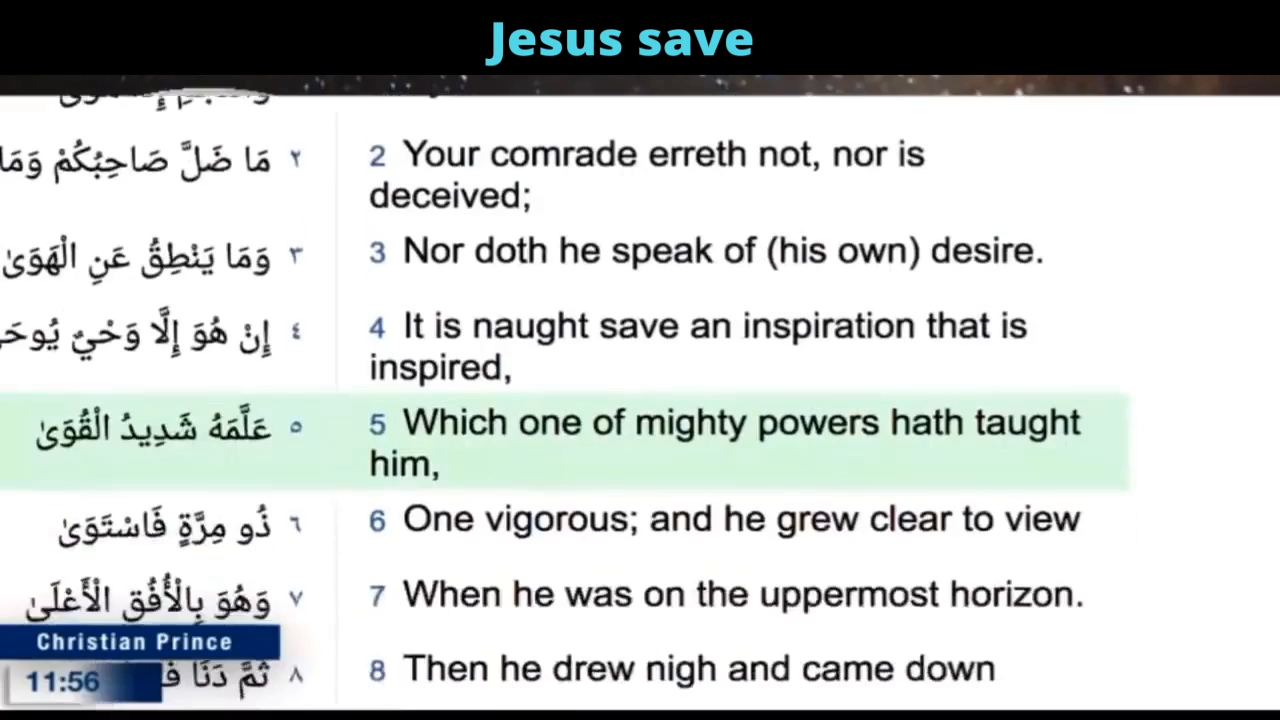 Jesus save
٢ مَا ضَلَّ صَاحِبُكُمْ وَمَا
2 Your comrade erreth not, nor is
deceived;
٣ وَمَا يَنْطِقُ عَنِ الْهَوَىٰ
3 Nor doth he speak of (his own) desire.
٤ إِنْ هُوَ إِلَّا وَحْيٌ يُوحَى
4 It is naught save an inspiration that is
inspired,
٥ عَلَّمَهُ شَدِيدُ الْقُوَىٰ
5 Which one of mighty powers hath taught
him,
٦ ذُو مِرَّةٍ فَاسْتَوَىٰ
6 One vigorous; and he grew clear to view
٧ وَهُوَ بِالْأُفُقِ الْأَعْلَىٰ
7 When he was on the uppermost horizon.
Christian Prince
٨ ثُمَّ دَنَا
8 Then he drew nigh and came down
11:56